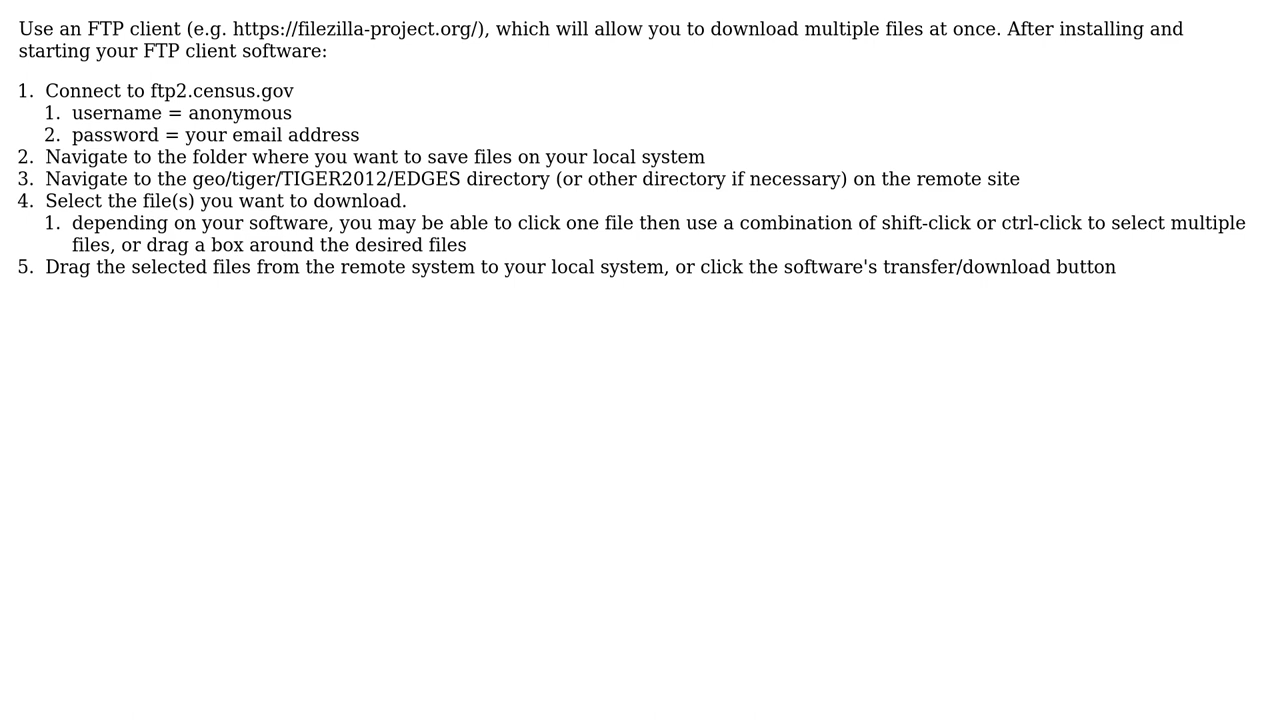 Use an FTP client (e.g. https://filezilla-project.org/), which will allow you to download multiple files at once. After installing and
starting your FTP client software:
1. Connect to ftp2.census.gov
1. username = anonymous
2. password = your email address
2. Navigate to the folder where you want to save files on your local system
3. Navigate to the geo/tiger/TIGER2012/EDGES directory (or other directory if necessary) on the remote site
4. Select the file(s) you want to download.
1. depending on your software, you may be able to click one file then use a combination of shift-click or ctrl-click to select multiple
files, or drag a box around the desired files
5. Drag the selected files from the remote system to your local system, or click the software's transfer/download button